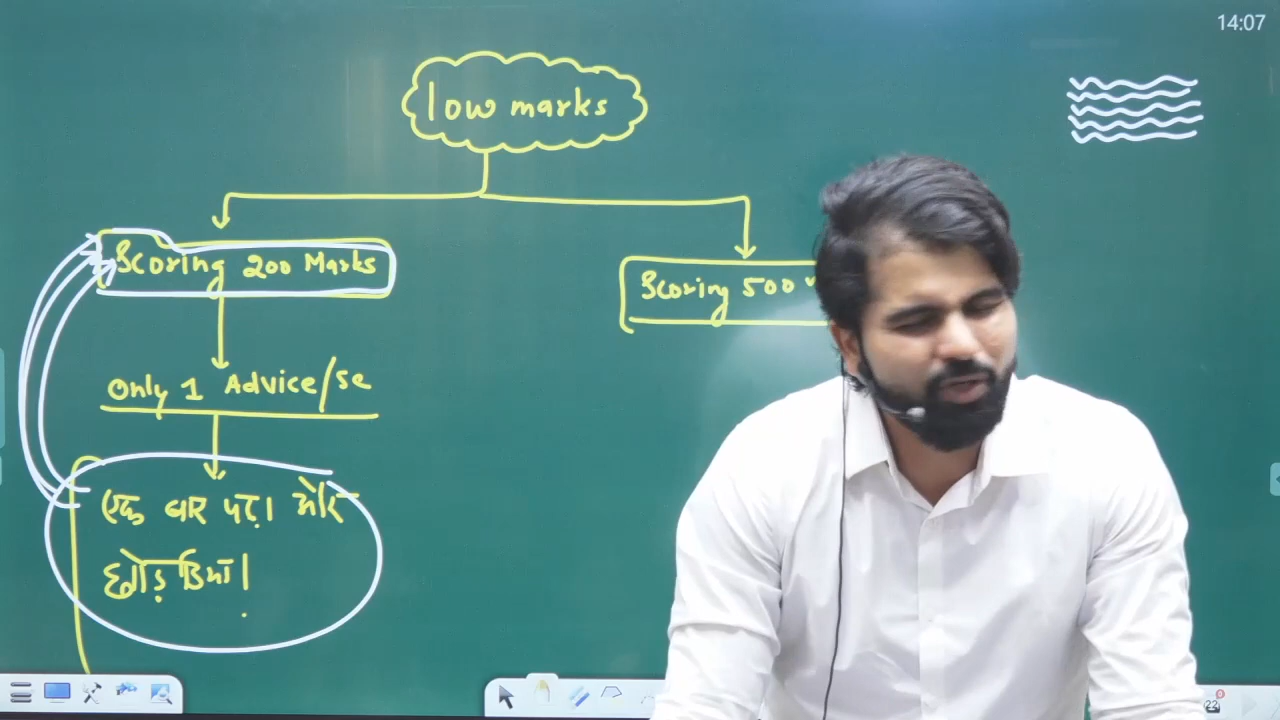 14:07
low marks
Scoring 200 Marks
Scoring 500
Only 1 Advice/se
एक बार पढ़ा और
छोड़ दिया।